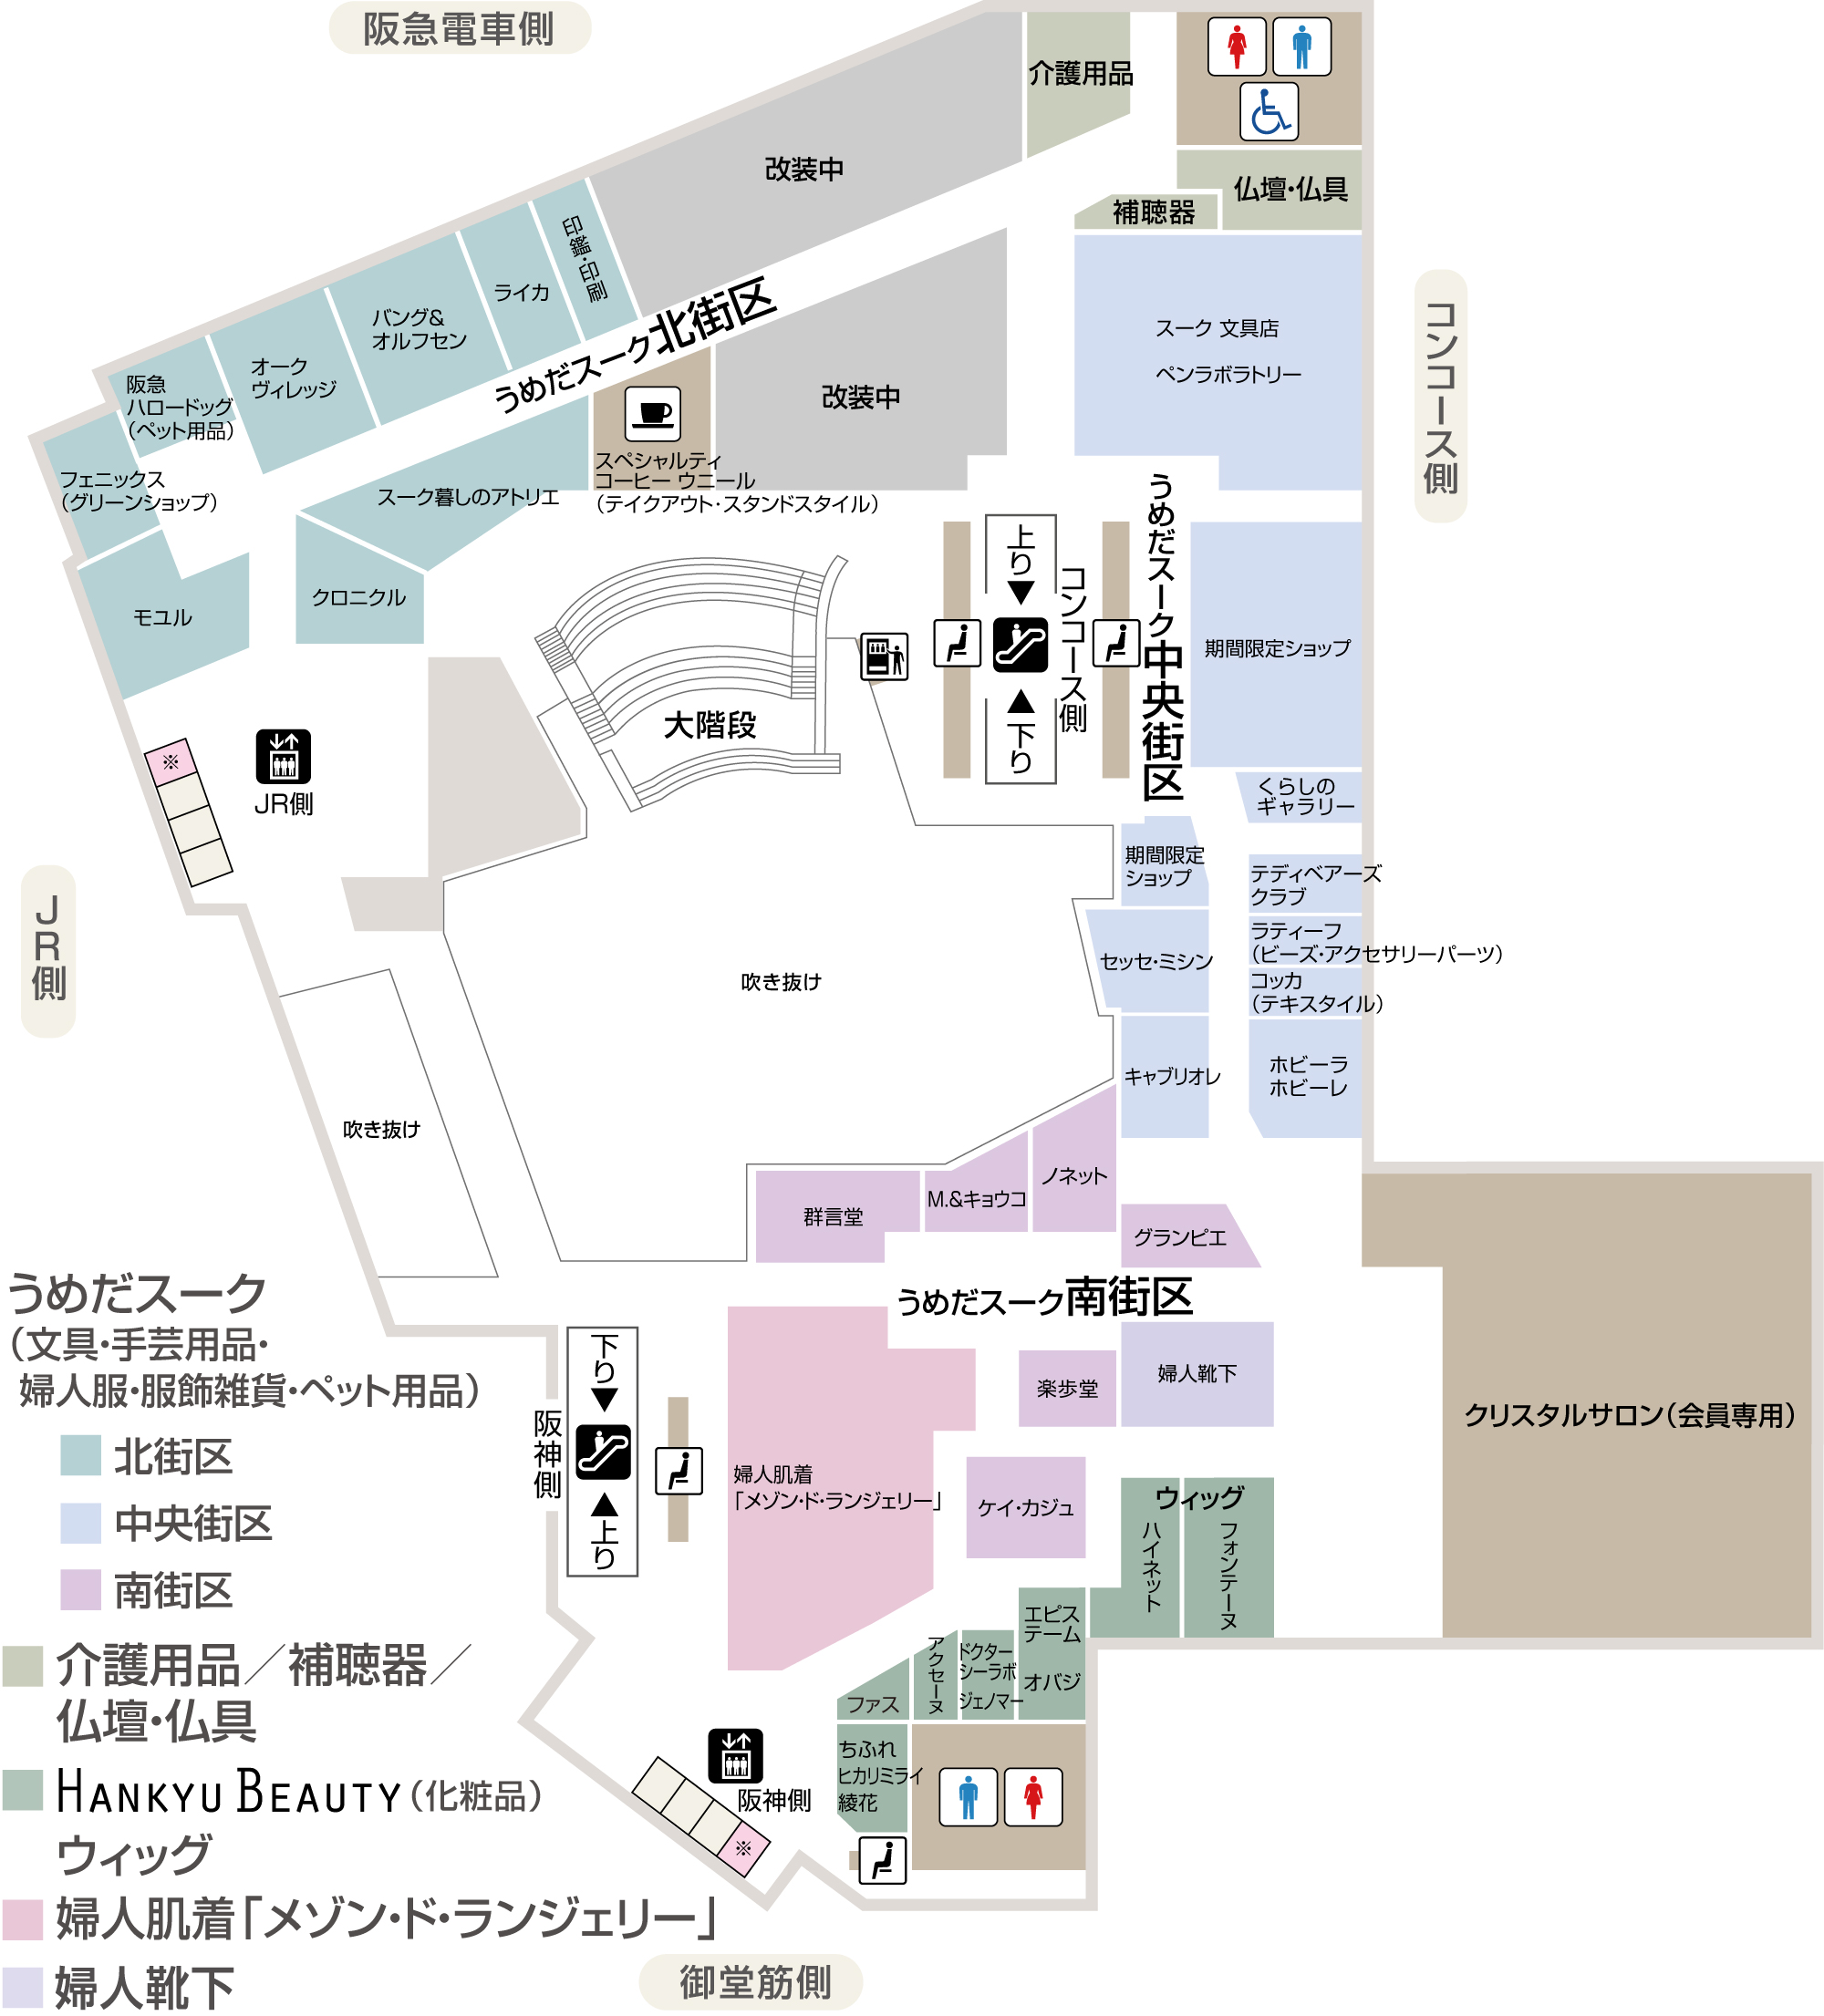 阪急電車側
介護用品
改装中
仏壇・仏具
補聴器
印鑑・印刷
ライカ
バング&
オルフセン
オーク
ヴィレッジ
阪急
ハロードッグ
（ペット用品）
フェニックス
（グリーンショップ）
モユル
うめだスーク北街区
スーク 文具店
ペンラボラトリー
コンコース側
改装中
スペシャルティ
コーヒー ウニール
（テイクアウト・スタンドスタイル）
スーク暮しのアトリエ
クロニクル
上り
下り
コンコース側
うめだスーク中央街区
期間限定ショップ
大階段
※
JR側
くらしの
ギャラリー
期間限定
ショップ
テディベアーズ
クラブ
ラティーフ
（ビーズ・アクセサリーパーツ）
コッカ
（テキスタイル）
セッセ・ミシン
キャブリオレ
ホビーラ
ホビーレ
JR側
吹き抜け
吹き抜け
群言堂
M.&キョウコ
ノネット
グランピエ
うめだスーク南街区
楽歩堂
婦人靴下
クリスタルサロン（会員専用）
下り
上り
阪神側
婦人肌着
「メゾン・ド・ランジェリー」
ケイ・カジュ
ウィッグ
ハイネット
フォンテーヌ
エピス
テーム
オバジ
ドクター
シーラボ
ジェノマー
アクセーヌ
ファス
ちふれ
ヒカリミライ
綾花
阪神側
※
うめだスーク
（文具・手芸用品・
婦人服・服飾雑貨・ペット用品）
北街区
中央街区
南街区
介護用品／補聴器／
仏壇・仏具
HANKYU BEAUTY（化粧品）
ウィッグ
婦人肌着「メゾン・ド・ランジェリー」
婦人靴下
御堂筋側